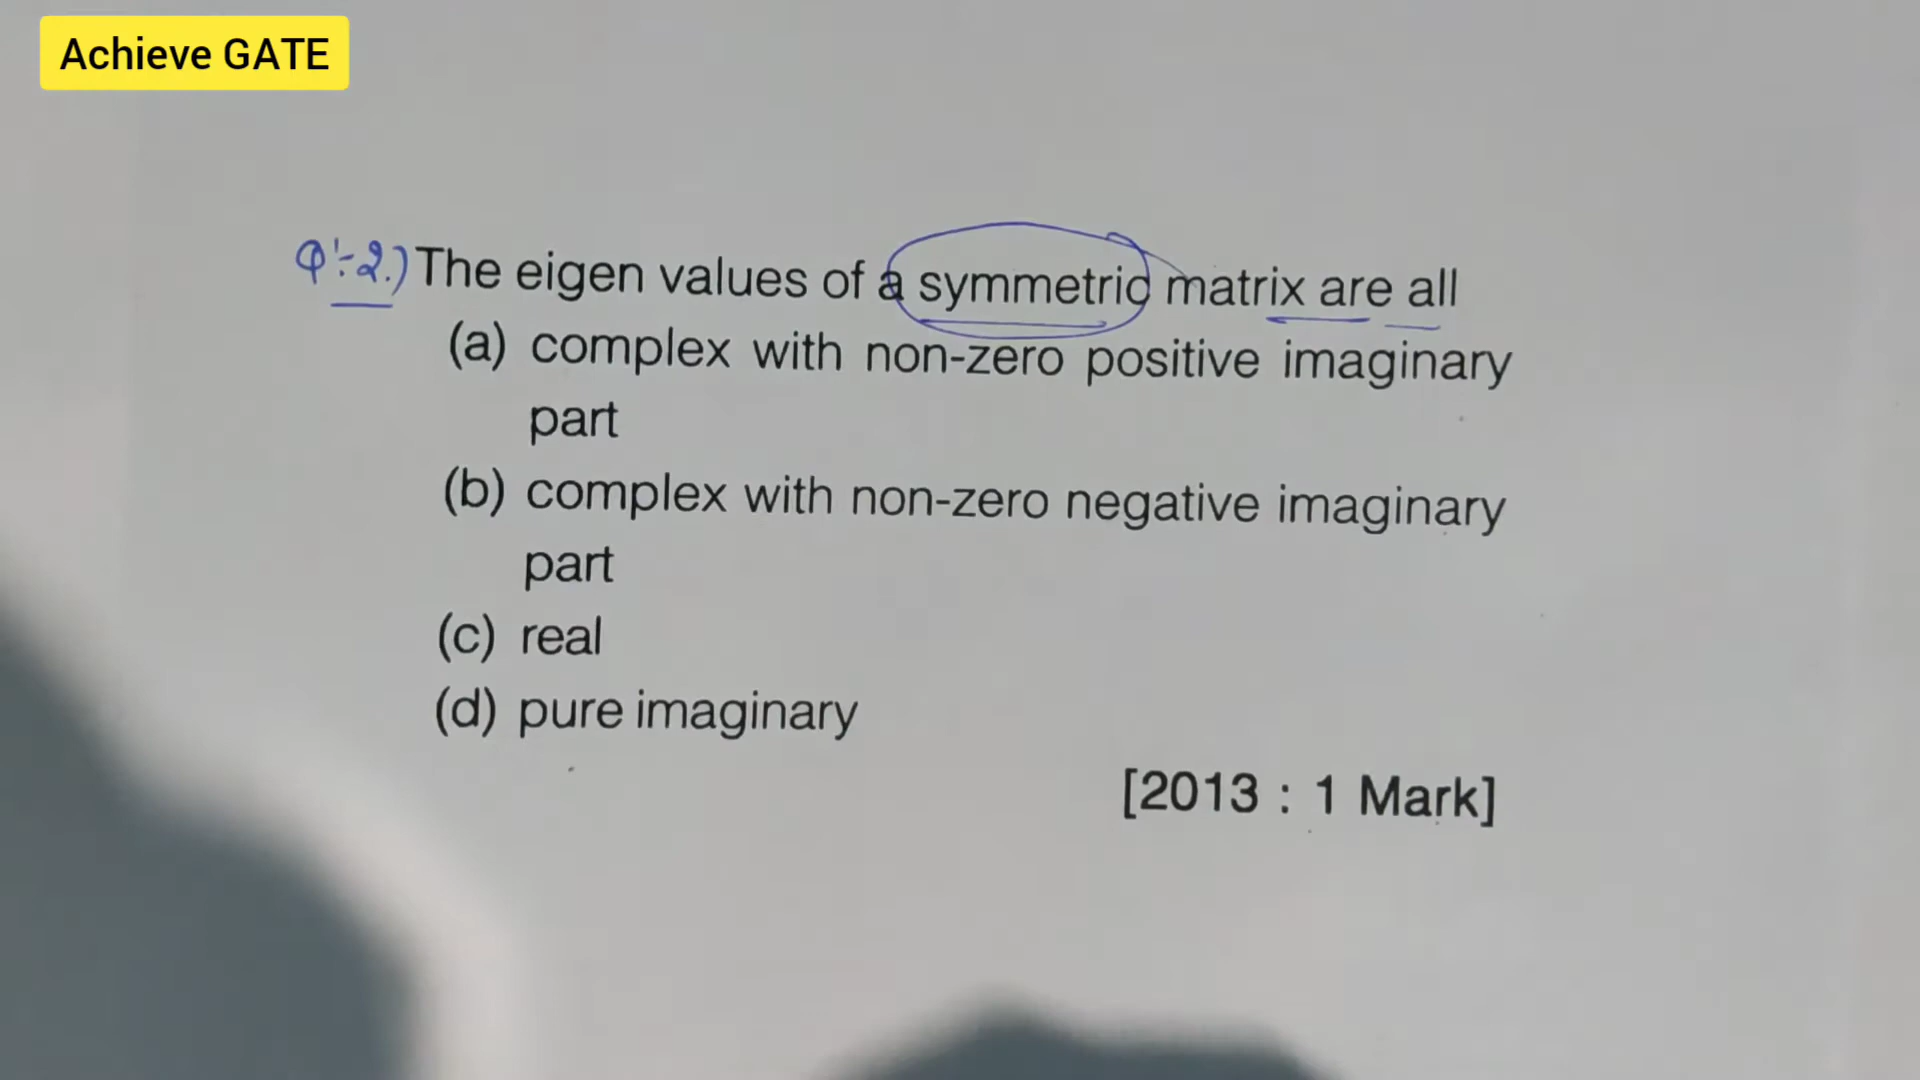 Achieve GATE
Q:-2.) The eigen values of a symmetric matrix are all
(a) complex with non-zero positive imaginary
part
(b) complex with non-zero negative imaginary
part
(c) real
(d) pure imaginary
[2013 : 1 Mark]